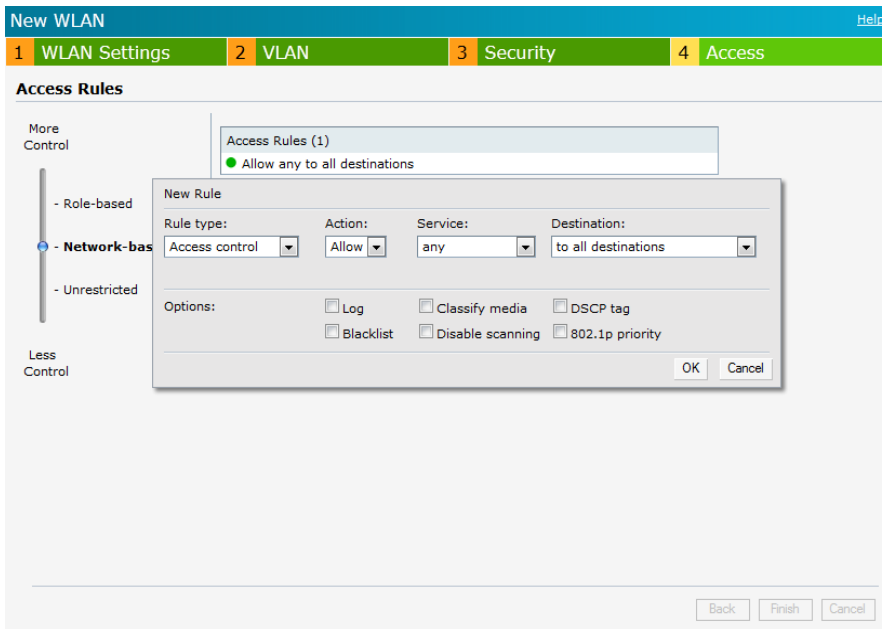 New WLAN
Help
1 WLAN Settings 2 VLAN 3 Security 4 Access
Access Rules
More
Control
- Role-based
- Network-bas
- Unrestricted
Less
Control
Access Rules (1)
Allow any to all destinations
New Rule
Rule type: Action: Service: Destination:
Access control Allow any to all destinations
Options: Log Classify media DSCP tag
Blacklist Disable scanning 802.1p priority
OK Cancel
Back Finish Cancel